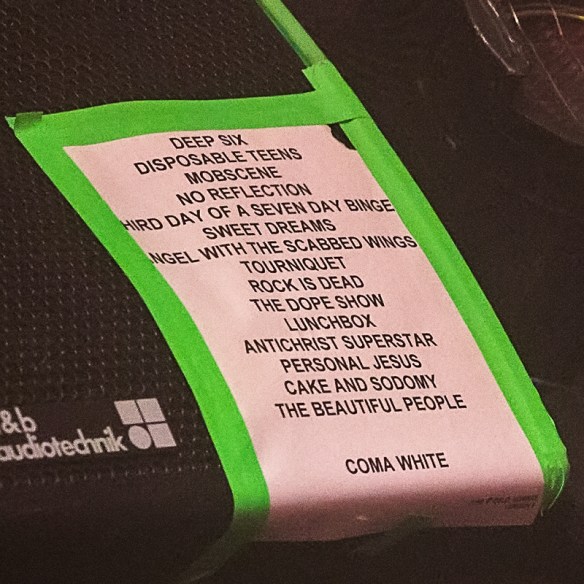 DEEP SIX
DISPOSABLE TEENS
MOBSCENE
NO REFLECTION
HIRD DAY OF A SEVEN DAY BINGE
SWEET DREAMS
NGEL WITH THE SCABBED WINGS
TOURNIQUET
ROCK IS DEAD
THE DOPE SHOW
LUNCHBOX
ANTICHRIST SUPERSTAR
PERSONAL JESUS
CAKE AND SODOMY
THE BEAUTIFUL PEOPLE
COMA WHITE
&b
audiotechnik